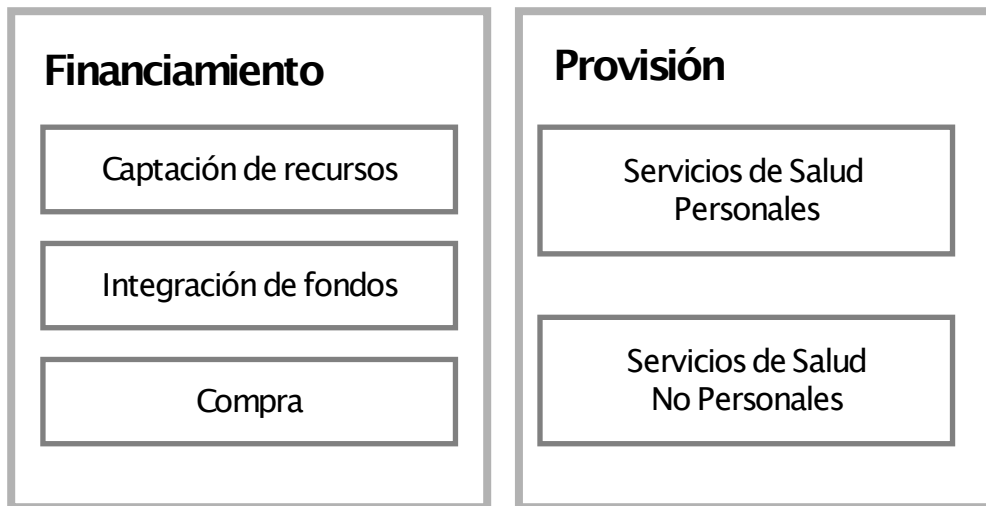 Financiamiento
Captación de recursos
Integración de fondos
Compra
Provisión
Servicios de Salud
Personales
Servicios de Salud
No Personales